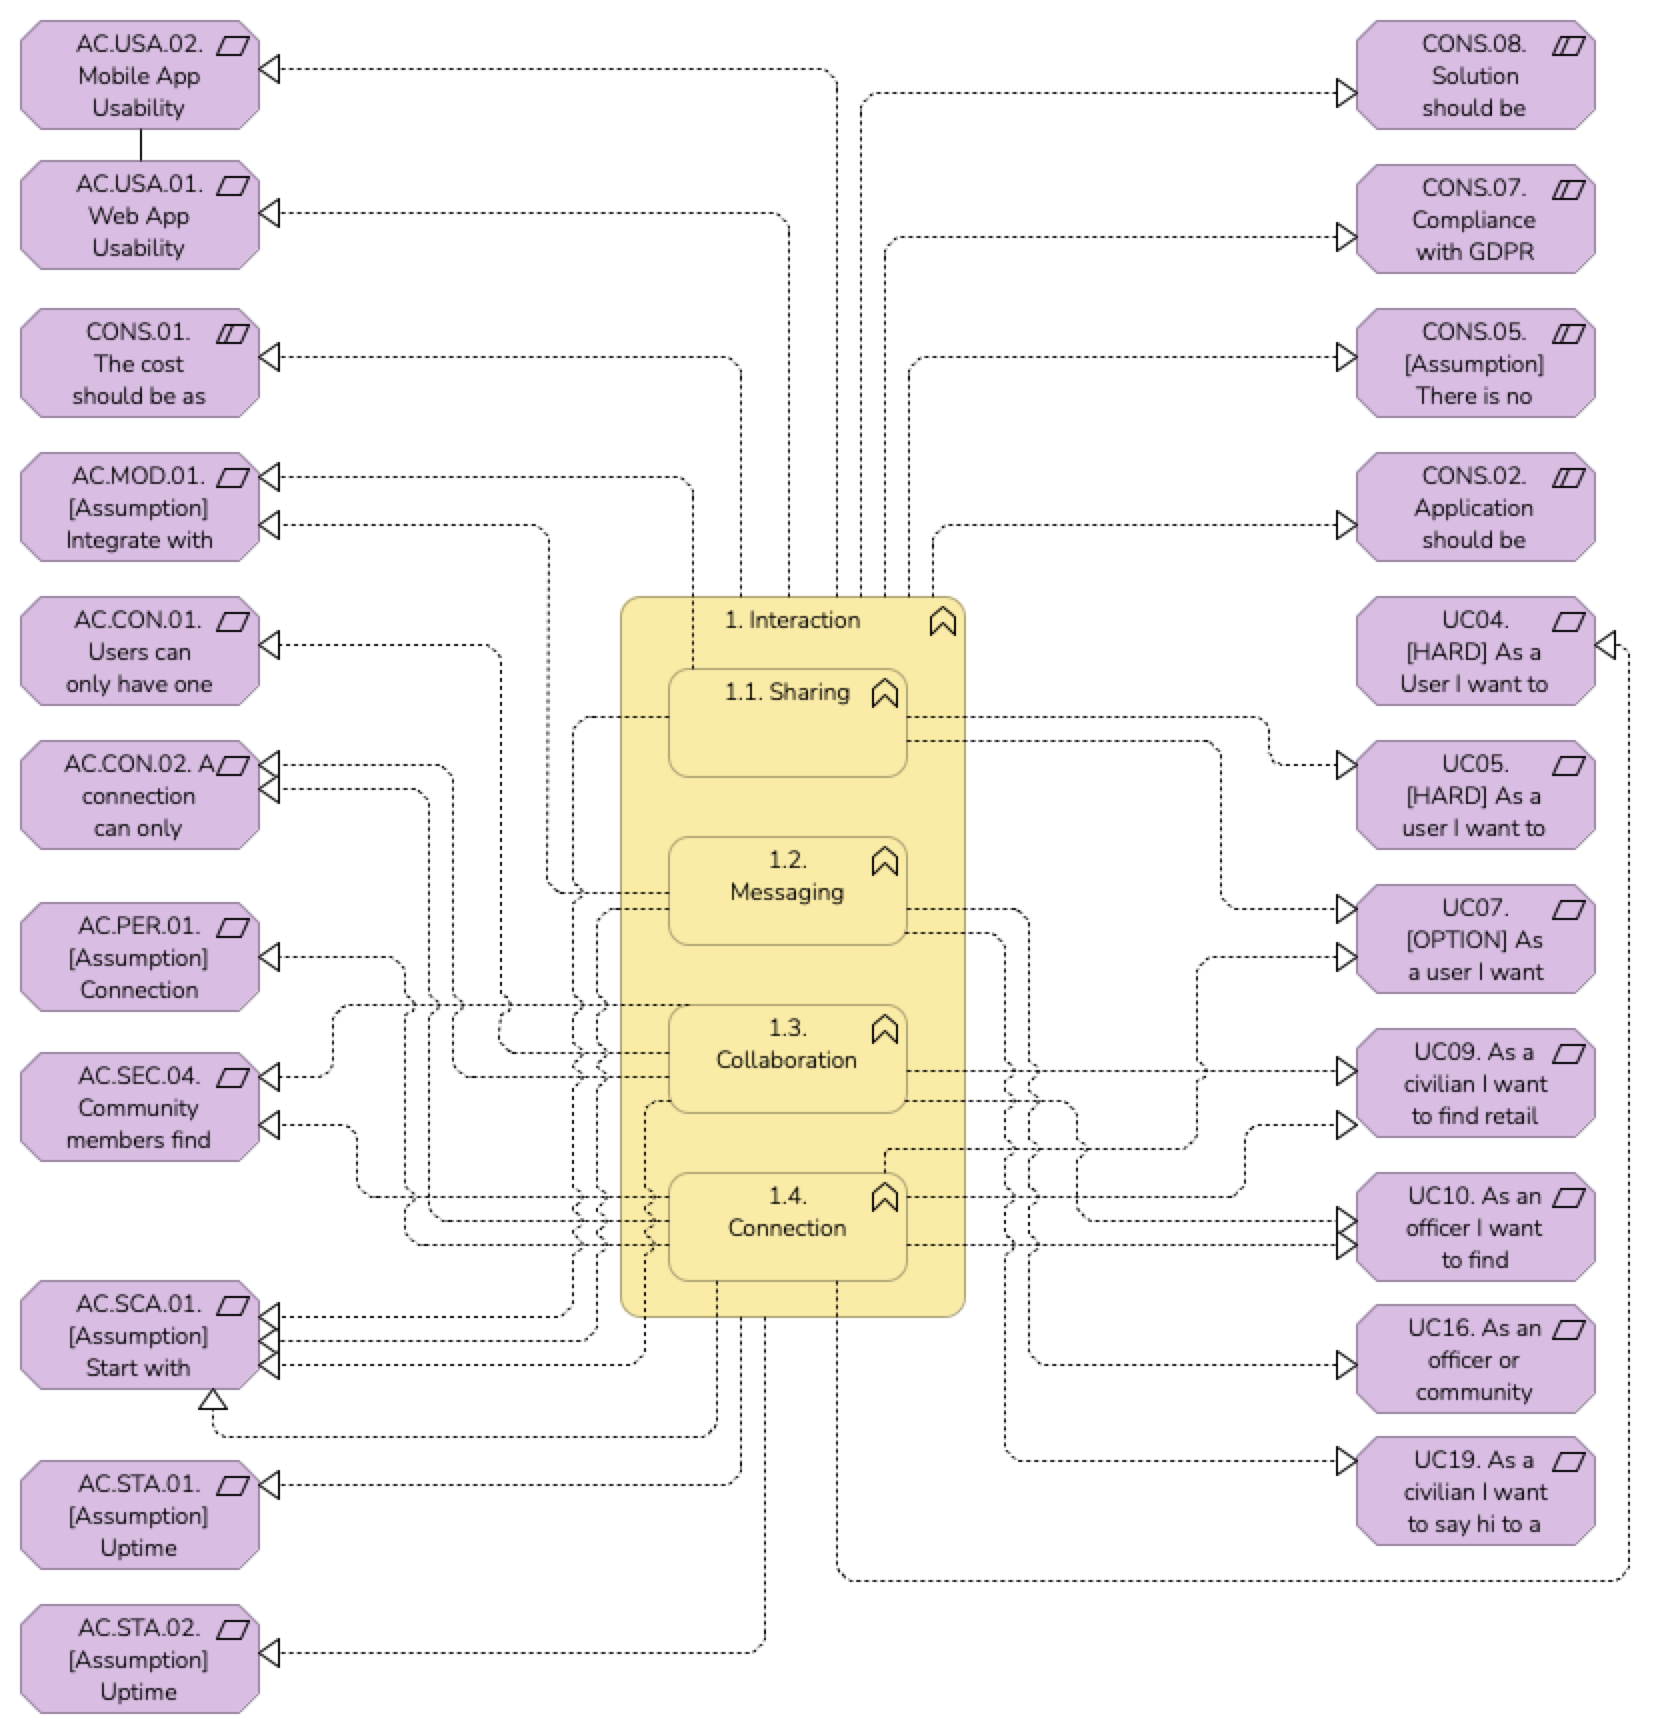 AC.USA.02.
Mobile App
Usability
AC.USA.01.
Web App
Usability
CONS.01.
The cost
should be as
AC.MOD.01.
[Assumption]
Integrate with
AC.CON.01.
Users can
only have one
AC.CON.02. A
connection
can only
AC.PER.01.
[Assumption]
Connection
AC.SEC.04.
Community
members find
AC.SCA.01.
[Assumption]
Start with
AC.STA.01.
[Assumption]
Uptime
AC.STA.02.
[Assumption]
Uptime
1. Interaction
1.1. Sharing
1.2.
Messaging
1.3.
Collaboration
1.4.
Connection
CONS.08.
Solution
should be
CONS.07.
Compliance
with GDPR
CONS.05.
[Assumption]
There is no
CONS.02.
Application
should be
UC04.
[HARD] As a
User I want to
UC05.
[HARD] As a
user I want to
UC07.
[OPTION] As
a user I want
UC09. As a
civilian I want
to find retail
UC10. As an
officer I want
to find
UC16. As an
officer or
community
UC19. As a
civilian I want
to say hi to a